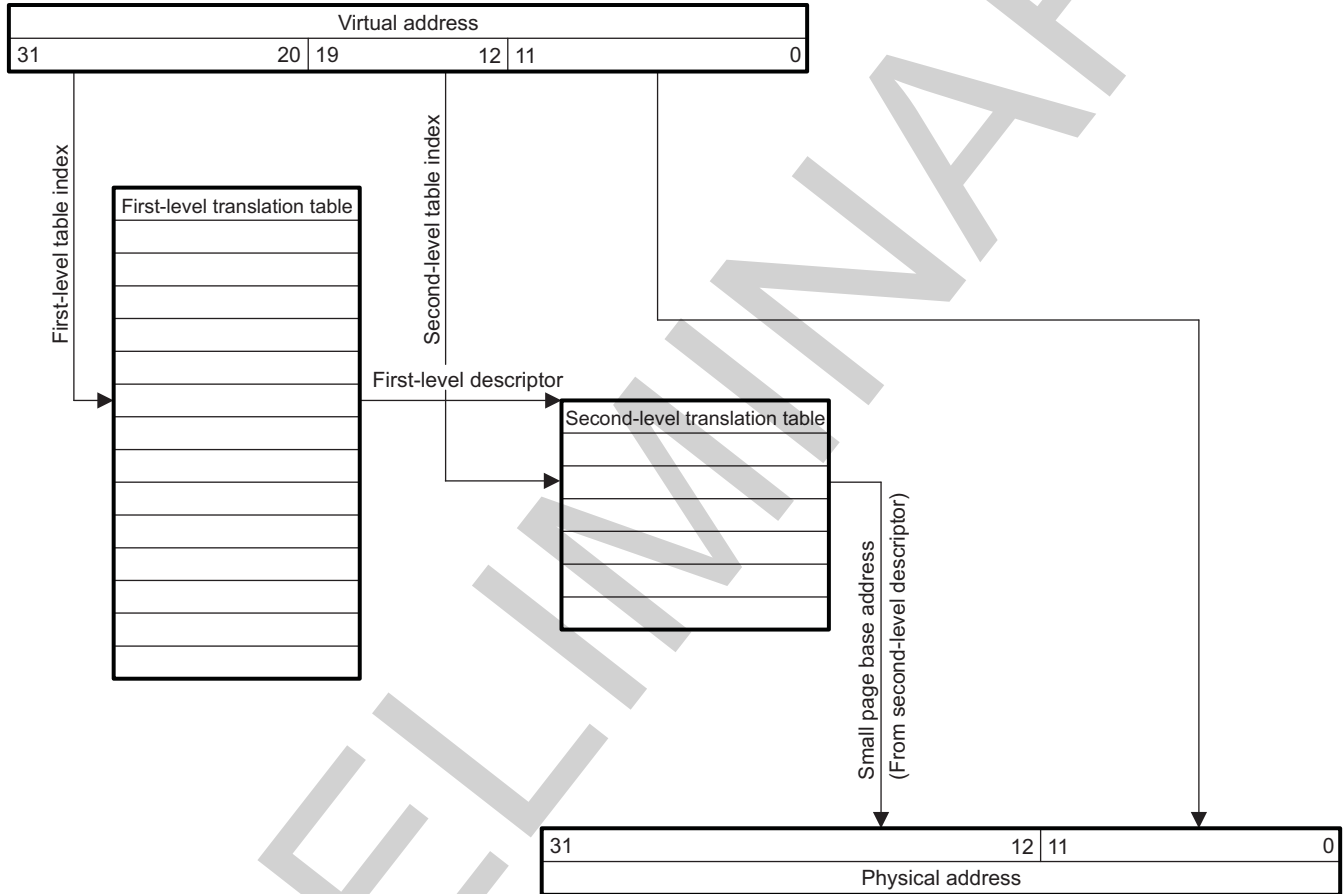 Virtual address
31 20 19 12 11 0
First-level table index
Second-level table index
First-level translation table
First-level descriptor
Second-level translation table
Small page base address
(From second-level descriptor)
31 12 11 0
Physical address